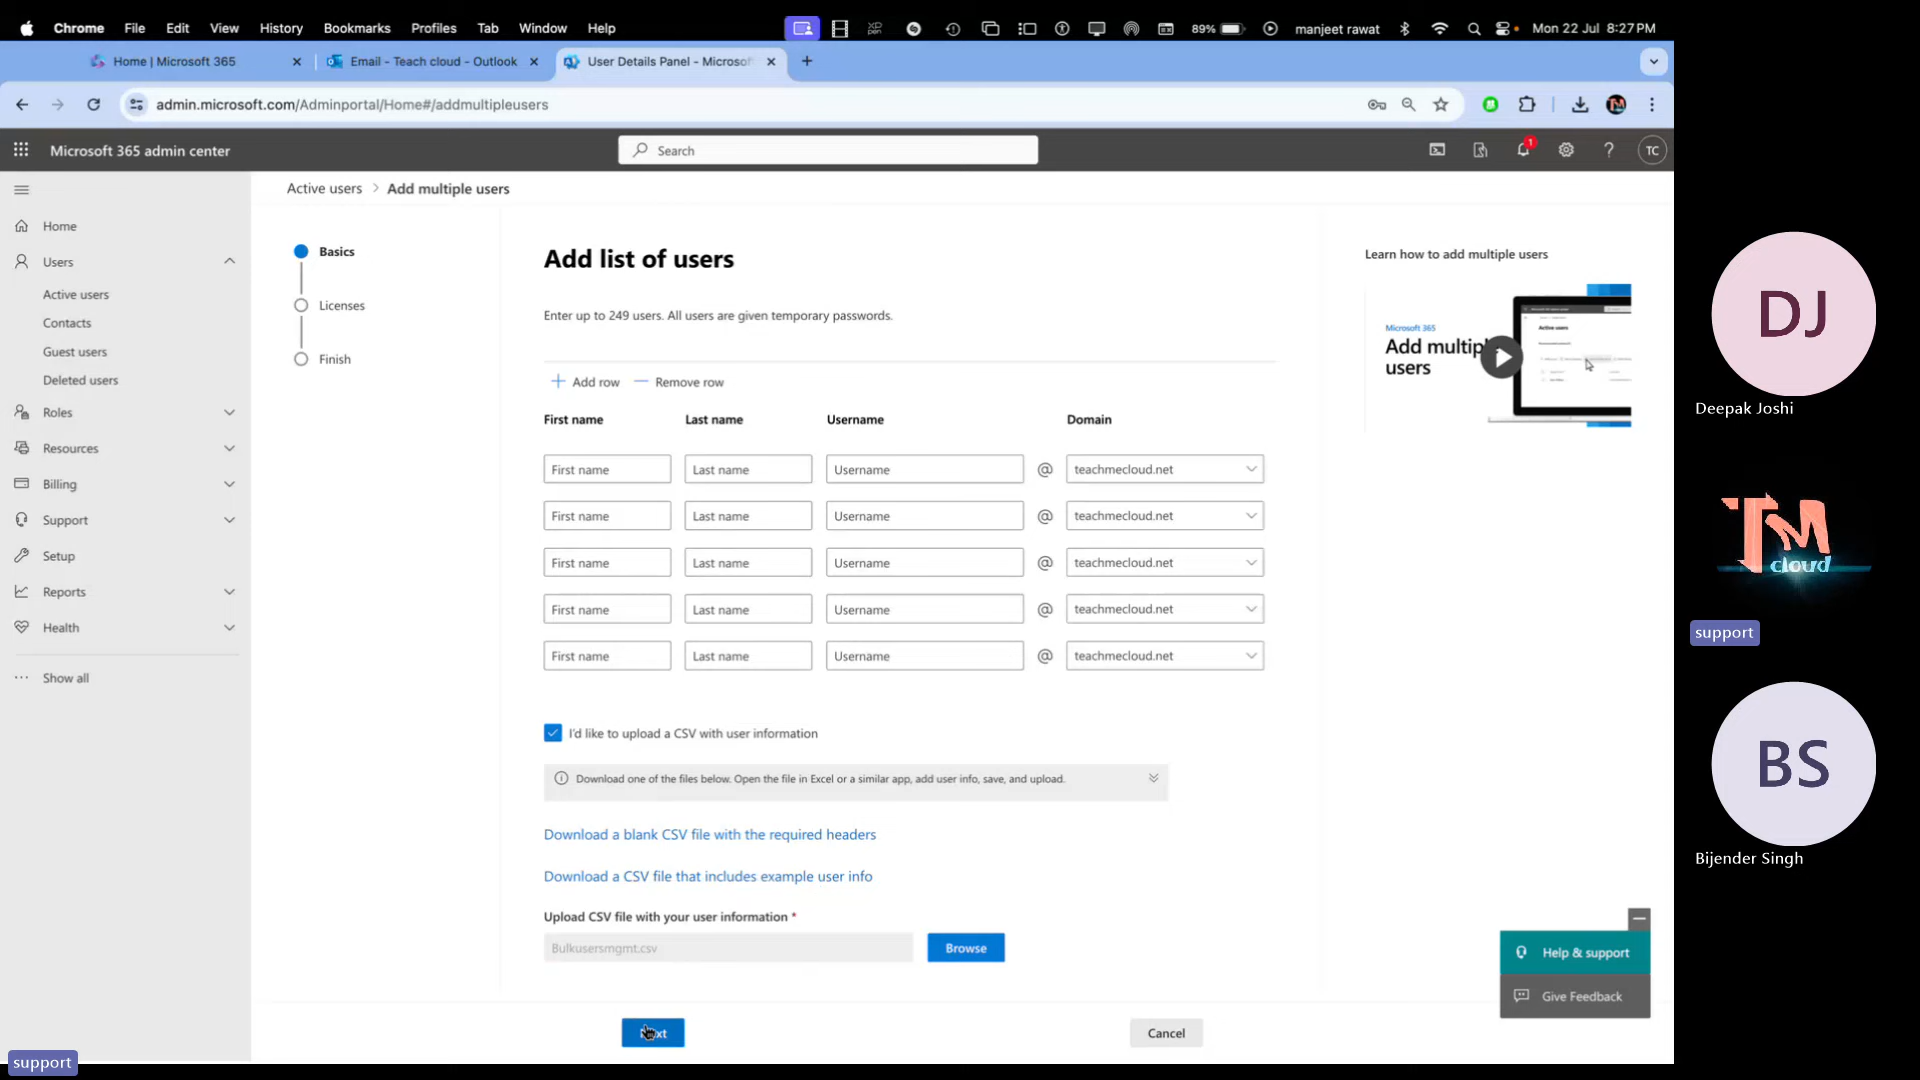 Chrome File Edit View History Bookmarks Profiles Tab Window Help 89% manjeet rawat Mon 22 Jul 8:27 PM
Home | Microsoft 365 Email - Teach cloud - Outlook User Details Panel - Microsof
admin.microsoft.com/Adminportal/Home#/addmultipleusers
Microsoft 365 admin center Search 1 ? TC
Active users > Add multiple users
Home
Users
Active users
Contacts
Guest users
Deleted users
Roles
Resources
Billing
Support
Setup
Reports
Health
Show all
Basics
Licenses
Finish
Add list of users
Enter up to 249 users. All users are given temporary passwords.
Add row Remove row
First name Last name Username Domain
First name Last name Username @ teachmecloud.net
First name Last name Username @ teachmecloud.net
First name Last name Username @ teachmecloud.net
First name Last name Username @ teachmecloud.net
First name Last name Username @ teachmecloud.net
I'd like to upload a CSV with user information
Download one of the files below. Open the file in Excel or a similar app, add user info, save, and upload.
Download a blank CSV file with the required headers
Download a CSV file that includes example user info
Upload CSV file with your user information *
Bulkusersmgmt.csv Browse
Next Cancel
Learn how to add multiple users
Microsoft 365
Add multip
users
Active users
Help & support
Give Feedback
DJ
Deepak Joshi
TM
cloud
support
BS
Bijender Singh
support